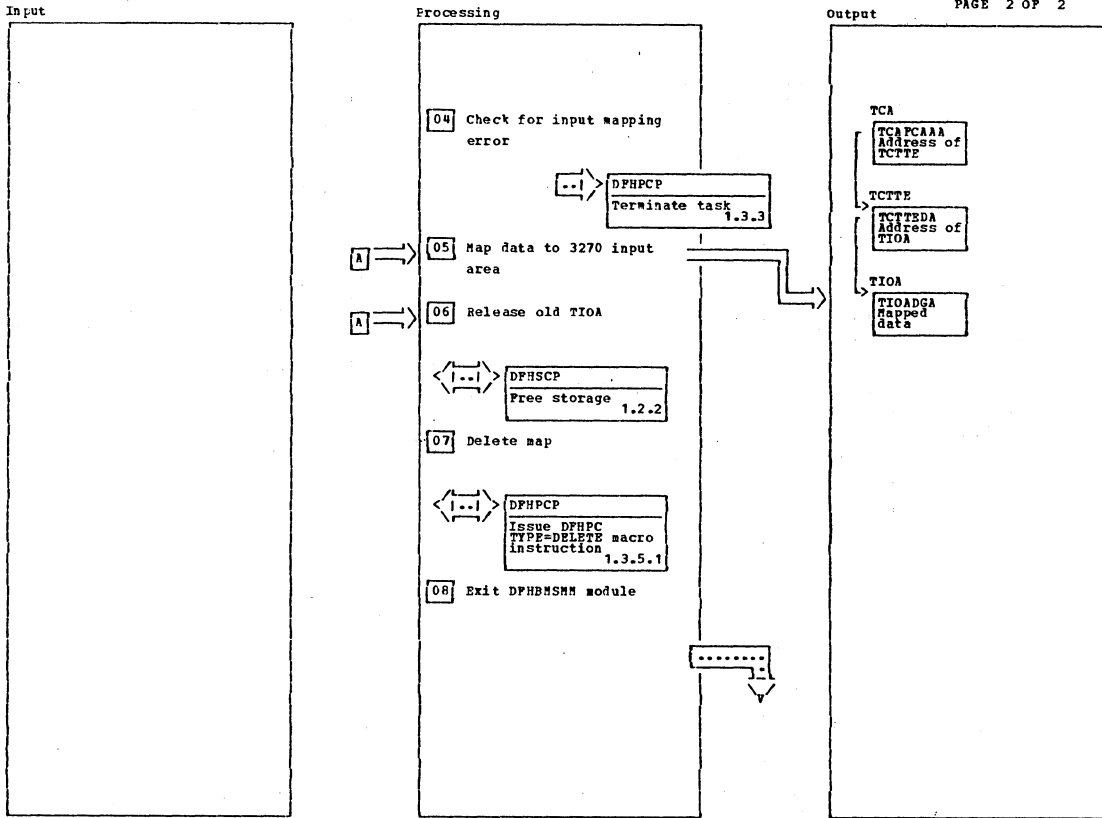 PAGE 2 OF 2
Input
Processing
Output
04 Check for input mapping
error
DFHPCP
Terminate task
1.3.3
A
05 Map data to 3270 input
area
A
06 Release old TIOA
DFHSCP
Free storage
1.2.2
07 Delete map
DFHPCP
Issue DFHPC
TYPE=DELETE macro
instruction
1.3.5.1
08 Exit DFHBMSMM module
TCA
TCAFCAAA
Address of
TCTTE
TCTTE
TCTTEDA
Address of
TIOA
TIOA
TIOADGA
Mapped
data